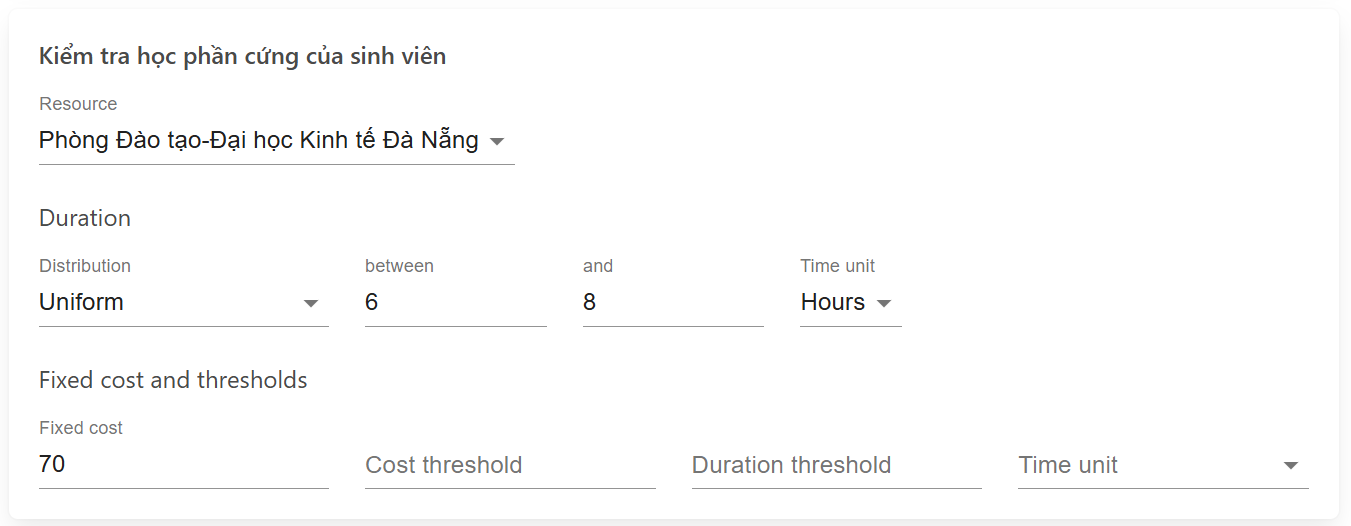 Kiểm tra học phần cứng của sinh viên
Resource
Phòng Đào tạo-Đại học Kinh tế Đà Nẵng
Duration
Distribution between and Time unit
Uniform 6 8 Hours
Fixed cost and thresholds
Fixed cost
70 Cost threshold Duration threshold Time unit